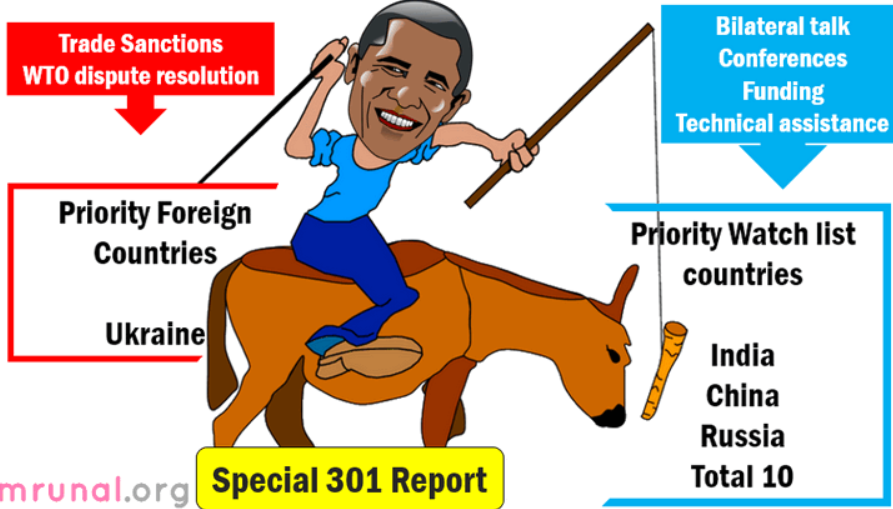 Trade Sanctions
WTO dispute resolution
Bilateral talk
Conferences
Funding
Technical assistance
Priority Foreign
Countries
Ukraine
Priority Watch list
countries
India
China
Russia
Total 10
Special 301 Report
mrunal.org